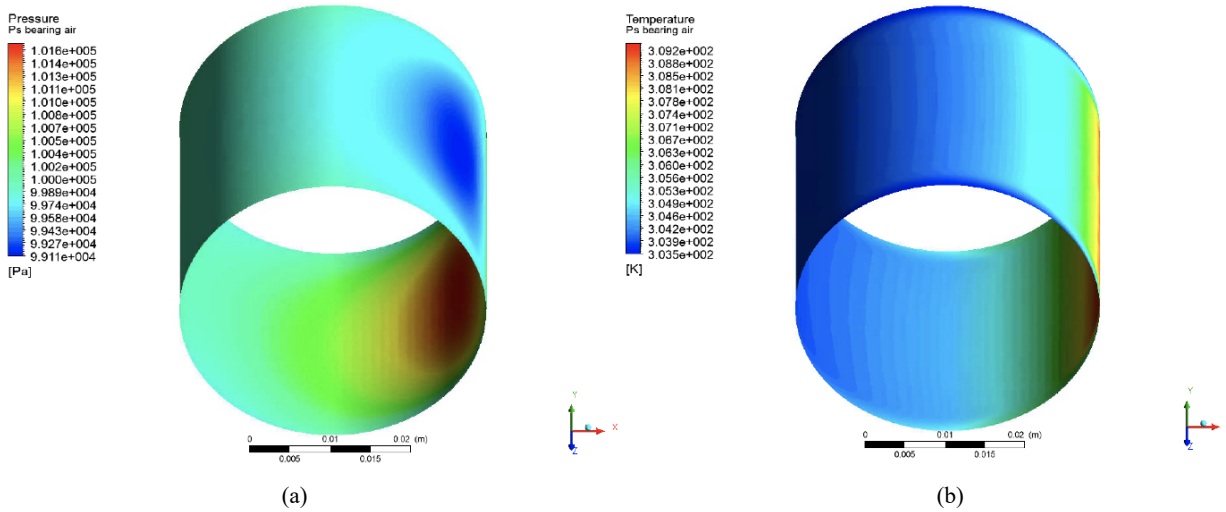 Pressure
Ps bearing air
1.016e+005
1.014e+005
1.013e+005
1.011e+005
1.010e+005
1.008e+005
1.007e+005
1.005e+005
1.004e+005
1.002e+005
1.000e+005
9.989e+004
9.974e+004
9.958e+004
9.943e+004
9.927e+004
9.911e+004
[Pa]
0 0.01 0.02 (m)
0.005 0.015
Y
X
Z
(a)
Temperature
Ps bearing air
3.092e+002
3.088e+002
3.085e+002
3.081e+002
3.078e+002
3.074e+002
3.071e+002
3.067e+002
3.063e+002
3.060e+002
3.056e+002
3.053e+002
3.049e+002
3.046e+002
3.042e+002
3.039e+002
3.035e+002
[K]
0 0.01 0.02 (m)
0.005 0.015
Y
Z
(b)